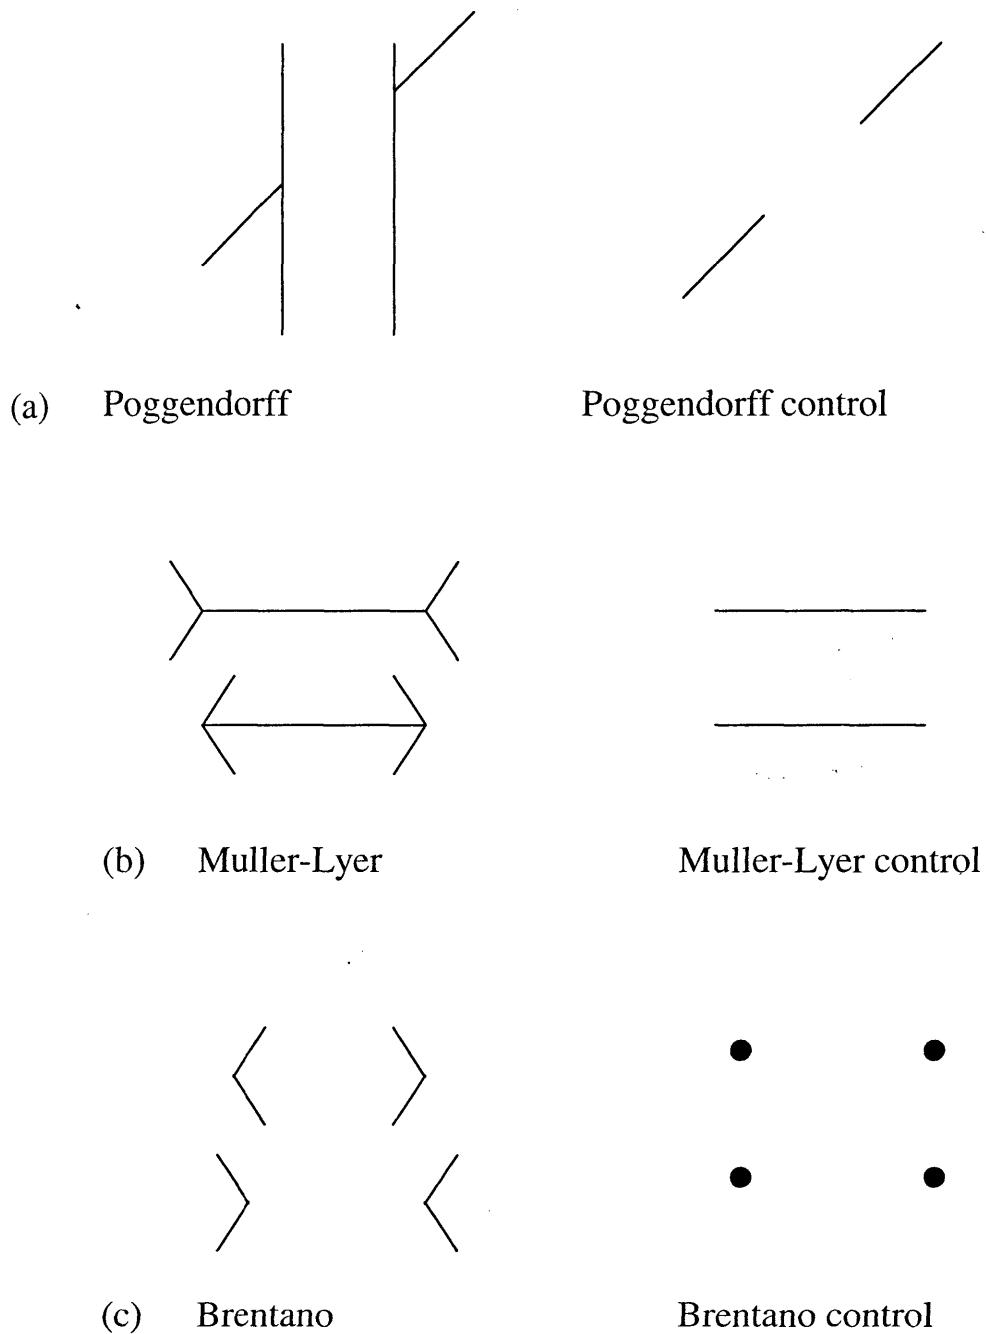 (a) Poggendorff Poggendorff control
(b) Muller-Lyer Muller-Lyer control
(c) Brentano Brentano control